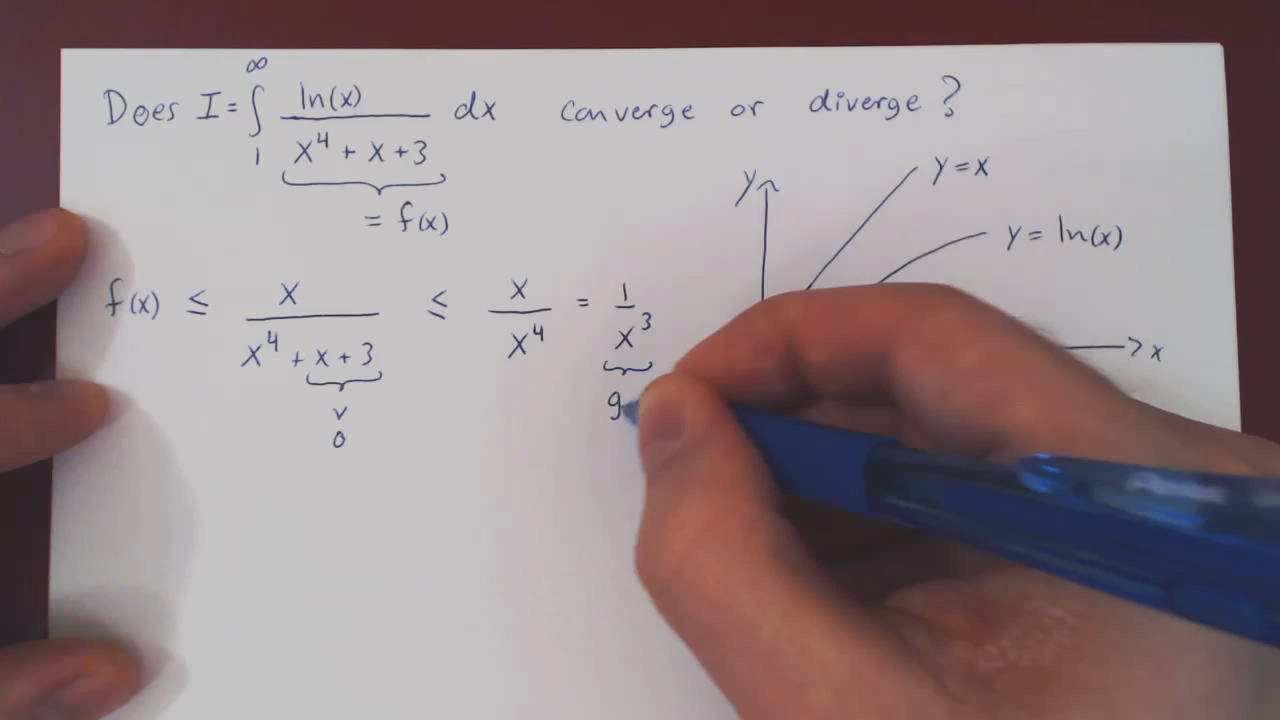 Does I = ∫₁^∞ ln(x) / (x⁴ + x + 3) dx converge or diverge?
= f(x)
y
y = x
y = ln(x)
x
f(x) ≤ x / (x⁴ + x + 3) ≤ x / x⁴ = 1 / x³
v
0
g